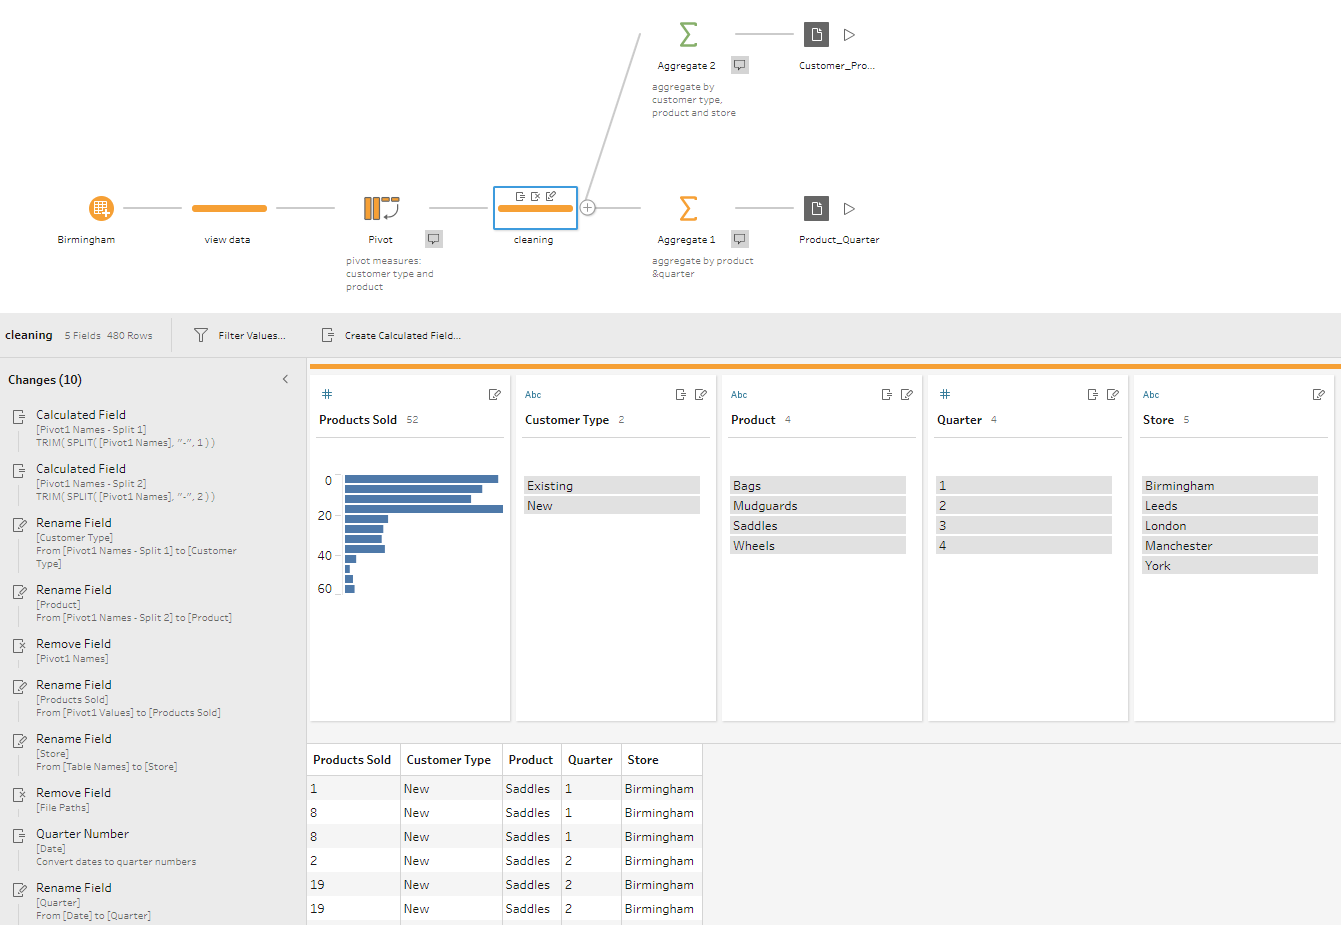 Aggregate 2
aggregate by
customer type,
product and store
Customer_Pro...
Birmingham
view data
Pivot
pivot measures:
customer type and
product
cleaning
Aggregate 1
aggregate by product
&quarter
Product_Quarter
cleaning 5 Fields 480 Rows Filter Values... Create Calculated Field...
Changes (10)
Calculated Field
[Pivot1 Names - Split 1]
TRIM( SPLIT( [Pivot1 Names], "-", 1 ) )
Calculated Field
[Pivot1 Names - Split 2]
TRIM( SPLIT( [Pivot1 Names], "-", 2 ) )
Rename Field
[Customer Type]
From [Pivot1 Names - Split 1] to [Customer
Type]
Rename Field
[Product]
From [Pivot1 Names - Split 2] to [Product]
Remove Field
[Pivot1 Names]
Rename Field
[Products Sold]
From [Pivot1 Values] to [Products Sold]
Rename Field
[Store]
From [Table Names] to [Store]
Remove Field
[File Paths]
Quarter Number
[Date]
Convert dates to quarter numbers
Rename Field
[Quarter]
From [Date] to [Quarter]
#
Products Sold 52
0
20
40
60
Abc
Customer Type 2
Existing
New
Abc
Product 4
Bags
Mudguards
Saddles
Wheels
#
Quarter 4
1
2
3
4
Abc
Store 5
Birmingham
Leeds
London
Manchester
York
Products Sold Customer Type Product Quarter Store
1 New Saddles 1 Birmingham
8 New Saddles 1 Birmingham
8 New Saddles 1 Birmingham
2 New Saddles 2 Birmingham
19 New Saddles 2 Birmingham
19 New Saddles 2 Birmingham